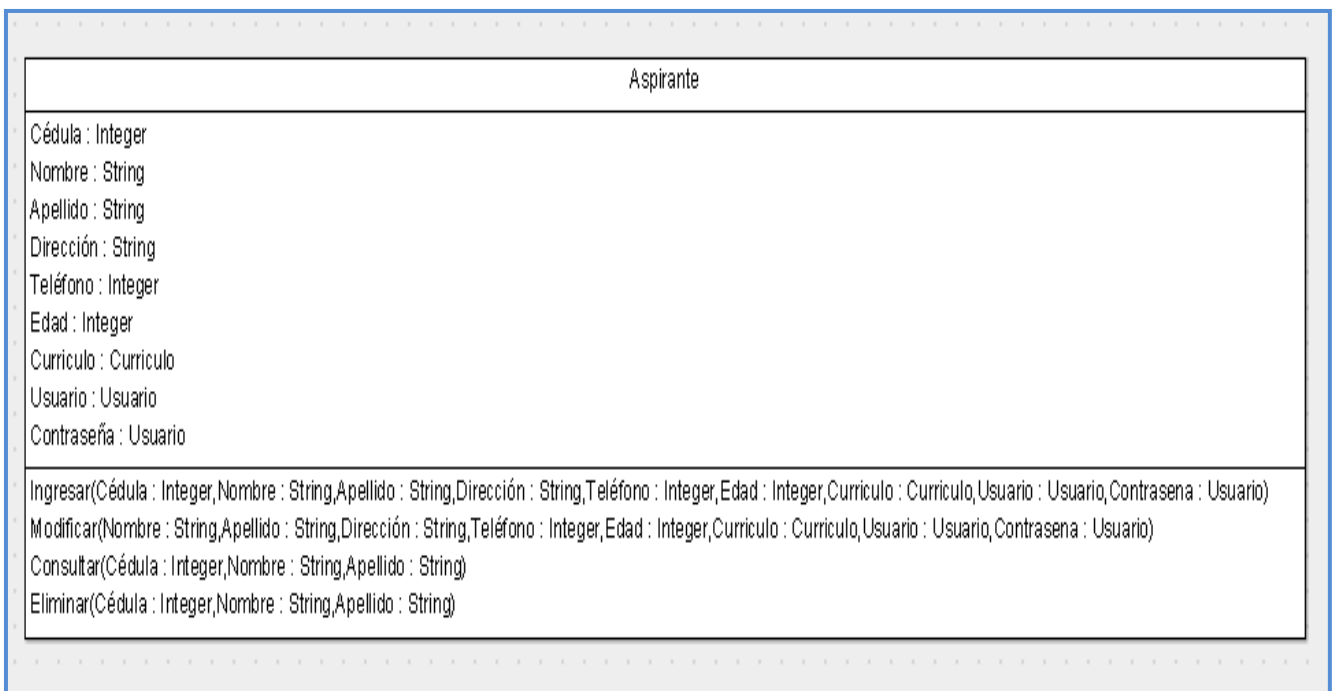 Aspirante
Cédula : Integer
Nombre : String
Apellido : String
Dirección : String
Teléfono : Integer
Edad : Integer
Curriculo : Curriculo
Usuario : Usuario
Contraseña : Usuario
Ingresar(Cédula : Integer,Nombre : String,Apellido : String,Dirección : String,Teléfono : Integer,Edad : Integer,Curriculo : Curriculo,Usuario : Usuario,Contrasena : Usuario)
Modificar(Nombre : String,Apellido : String,Dirección : String,Teléfono : Integer,Edad : Integer,Curriculo : Curriculo,Usuario : Usuario,Contrasena : Usuario)
Consultar(Cédula : Integer,Nombre : String,Apellido : String)
Eliminar(Cédula : Integer,Nombre : String,Apellido : String)